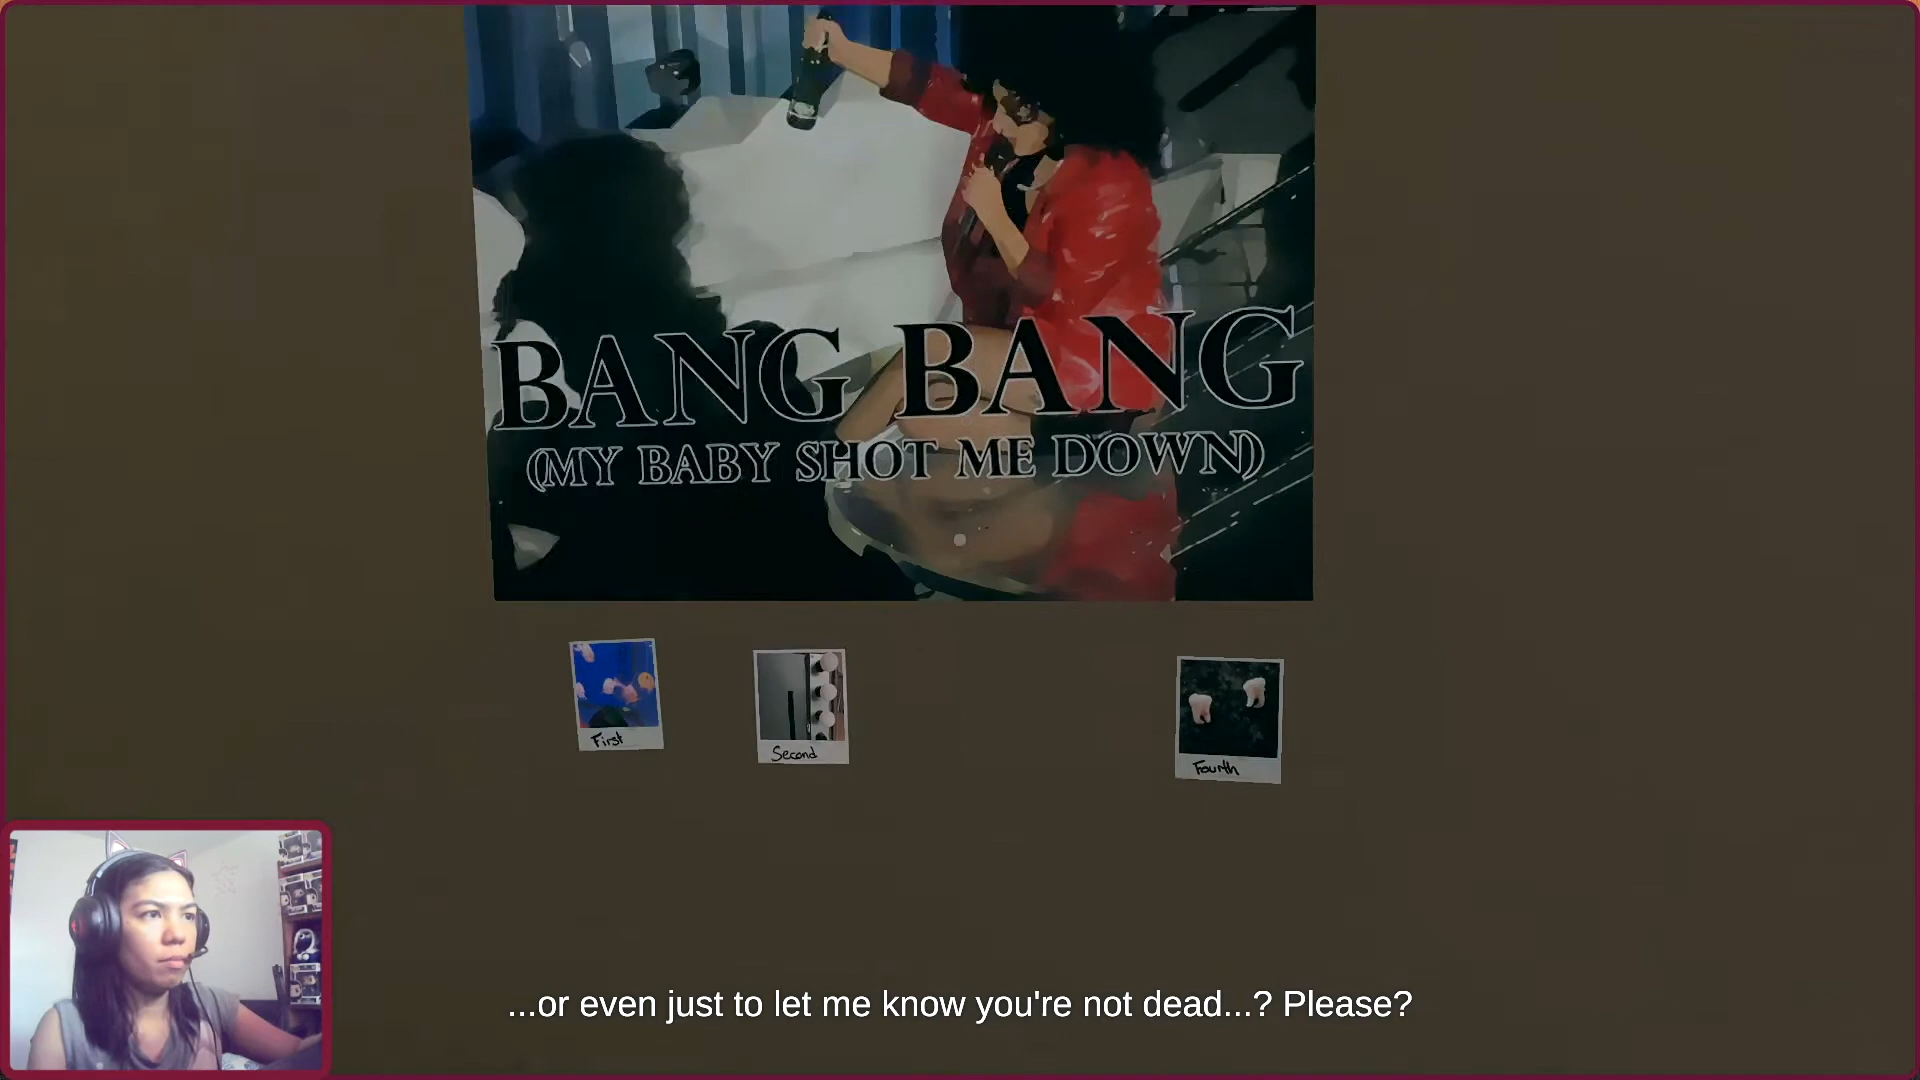 BANG BANG
(MY BABY SHOT ME DOWN)
First
Second
Fourth
...or even just to let me know you're not dead...? Please?